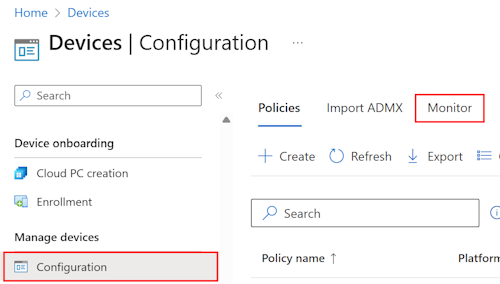 Home > Devices
Devices | Configuration ...
Search «
Policies Import ADMX Monitor
Device onboarding
Cloud PC creation
Enrollment
Manage devices
Configuration
+ Create Refresh Export
Search
Policy name ↑ Platform